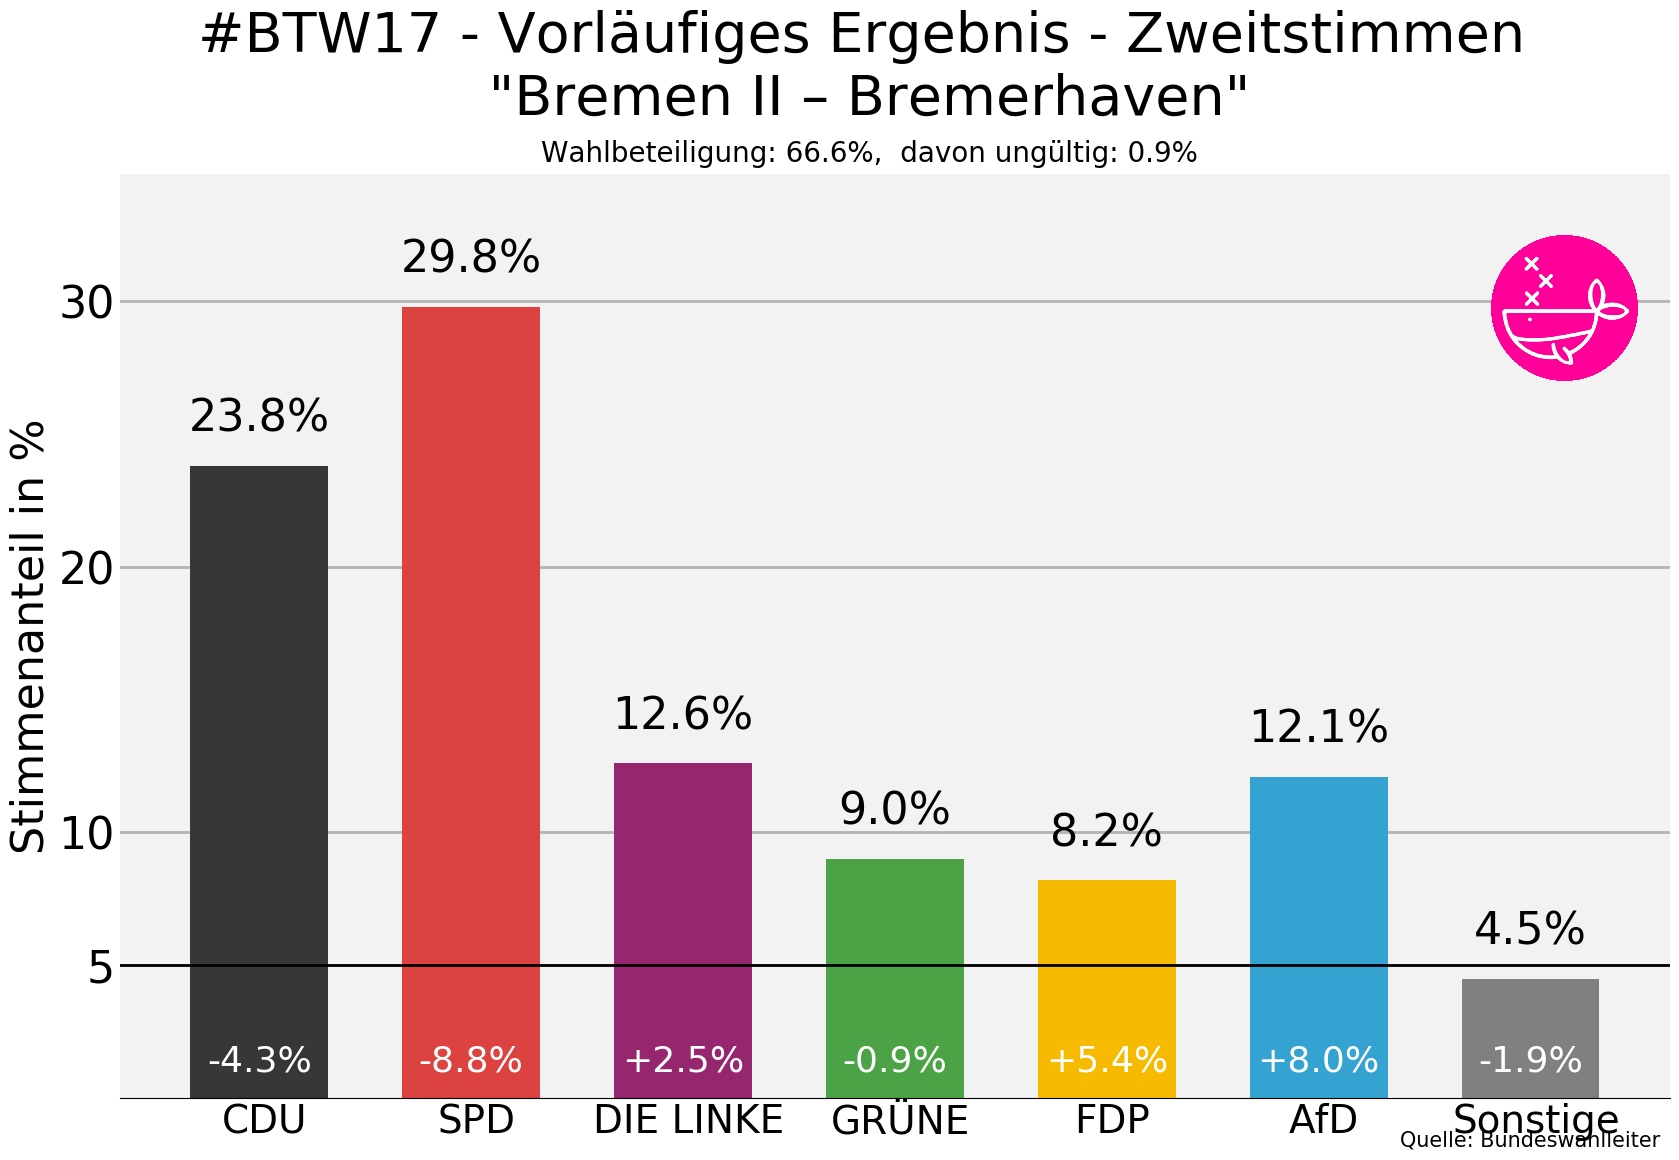 #BTW17 - Vorläufiges Ergebnis - Zweitstimmen
"Bremen II – Bremerhaven"
Wahlbeteiligung: 66.6%,  davon ungültig: 0.9%
Stimmenanteil in %
30
20
10
5
23.8%
29.8%
12.6%
9.0%
8.2%
12.1%
4.5%
-4.3%
-8.8%
+2.5%
-0.9%
+5.4%
+8.0%
-1.9%
CDU
SPD
DIE LINKE
GRÜNE
FDP
AfD
Sonstige
Quelle: Bundeswahlleiter